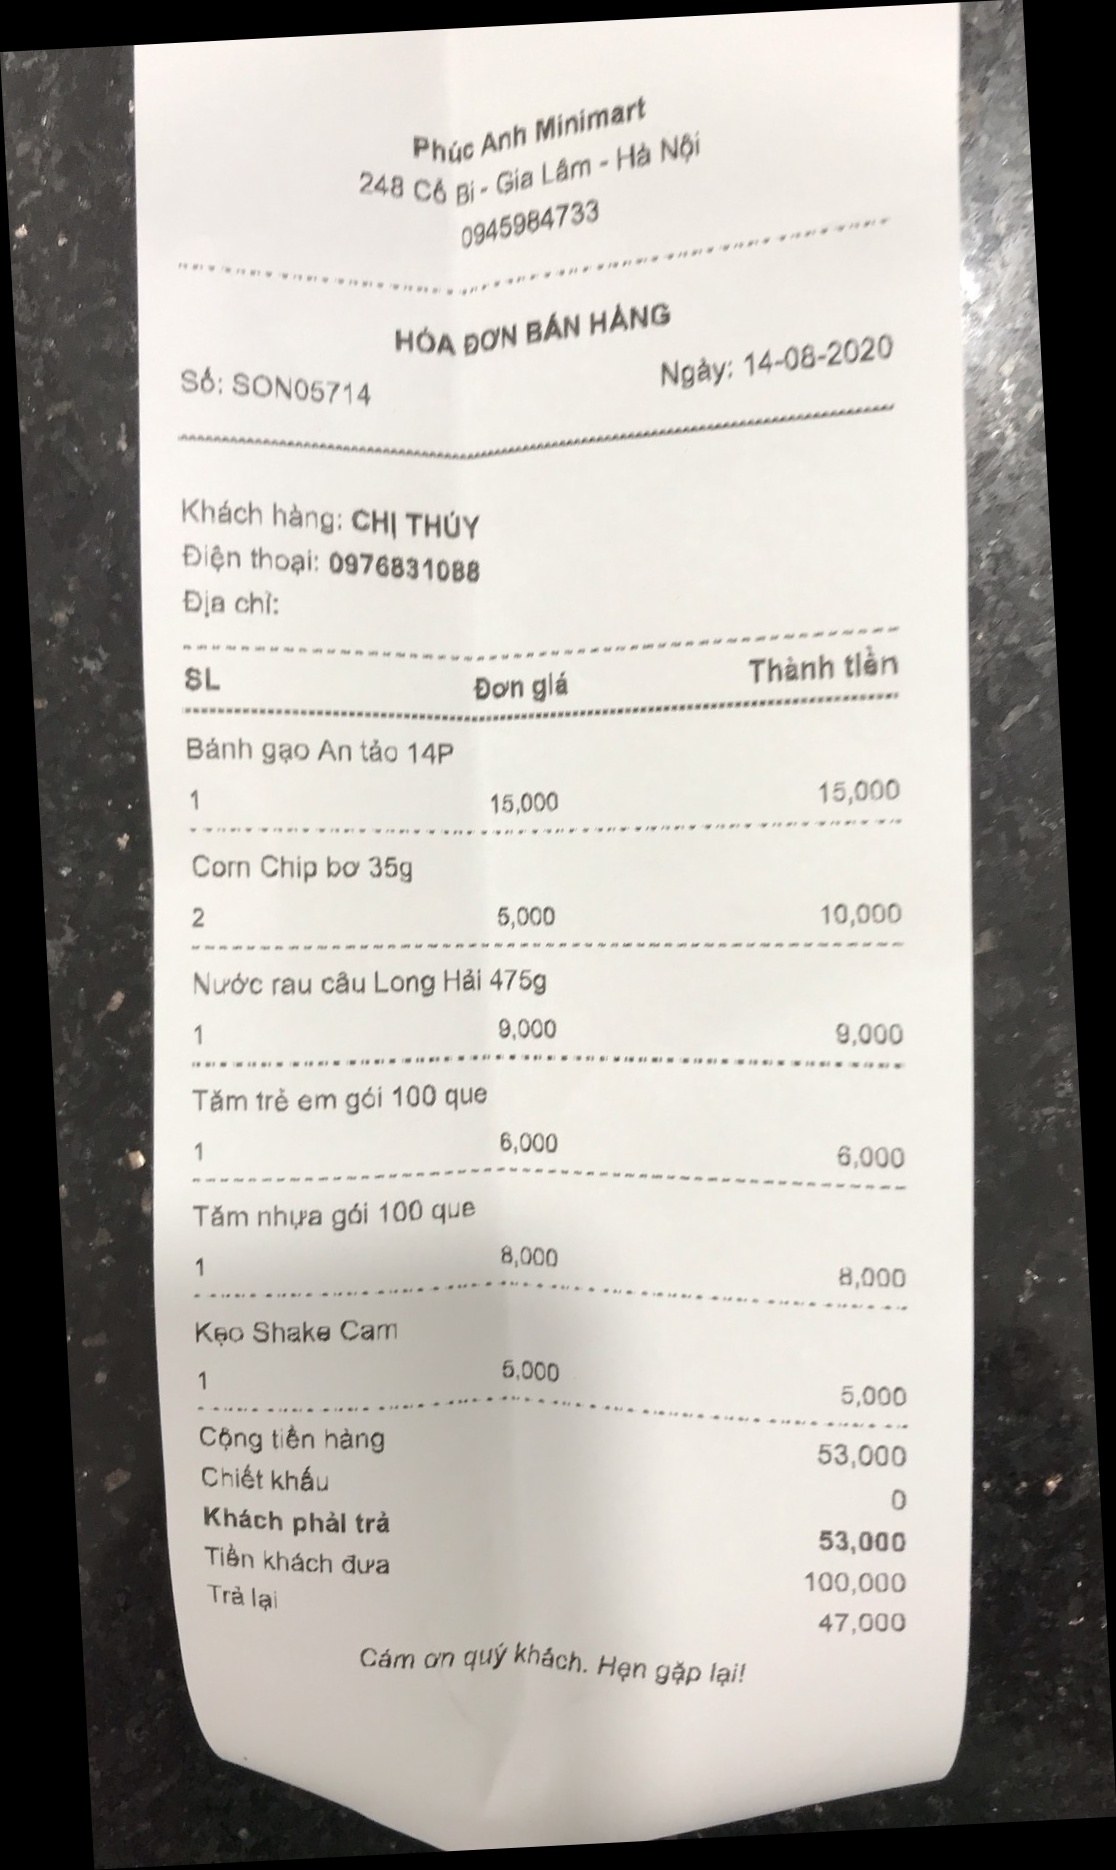 Phúc Anh Minimart
248 Cổ Bi - Gia Lâm - Hà Nội
0945984733
HÓA ĐƠN BÁN HÀNG
Số: SON05714 Ngày: 14-08-2020
Khách hàng: CHỊ THÚY
Điện thoại: 0976831088
Địa chỉ:
SL Đơn giá Thành tiền
Bánh gạo An tảo 14P
1 15,000 15,000
Corn Chip bơ 35g
2 5,000 10,000
Nước rau câu Long Hải 475g
1 9,000 9,000
Tăm trẻ em gói 100 que
1 6,000 6,000
Tăm nhựa gói 100 que
1 8,000 8,000
Kẹo Shake Cam
1 5,000 5,000
Cộng tiền hàng 53,000
Chiết khấu 0
Khách phải trả 53,000
Tiền khách đưa 100,000
Trả lại 47,000
Cám ơn quý khách. Hẹn gặp lại!